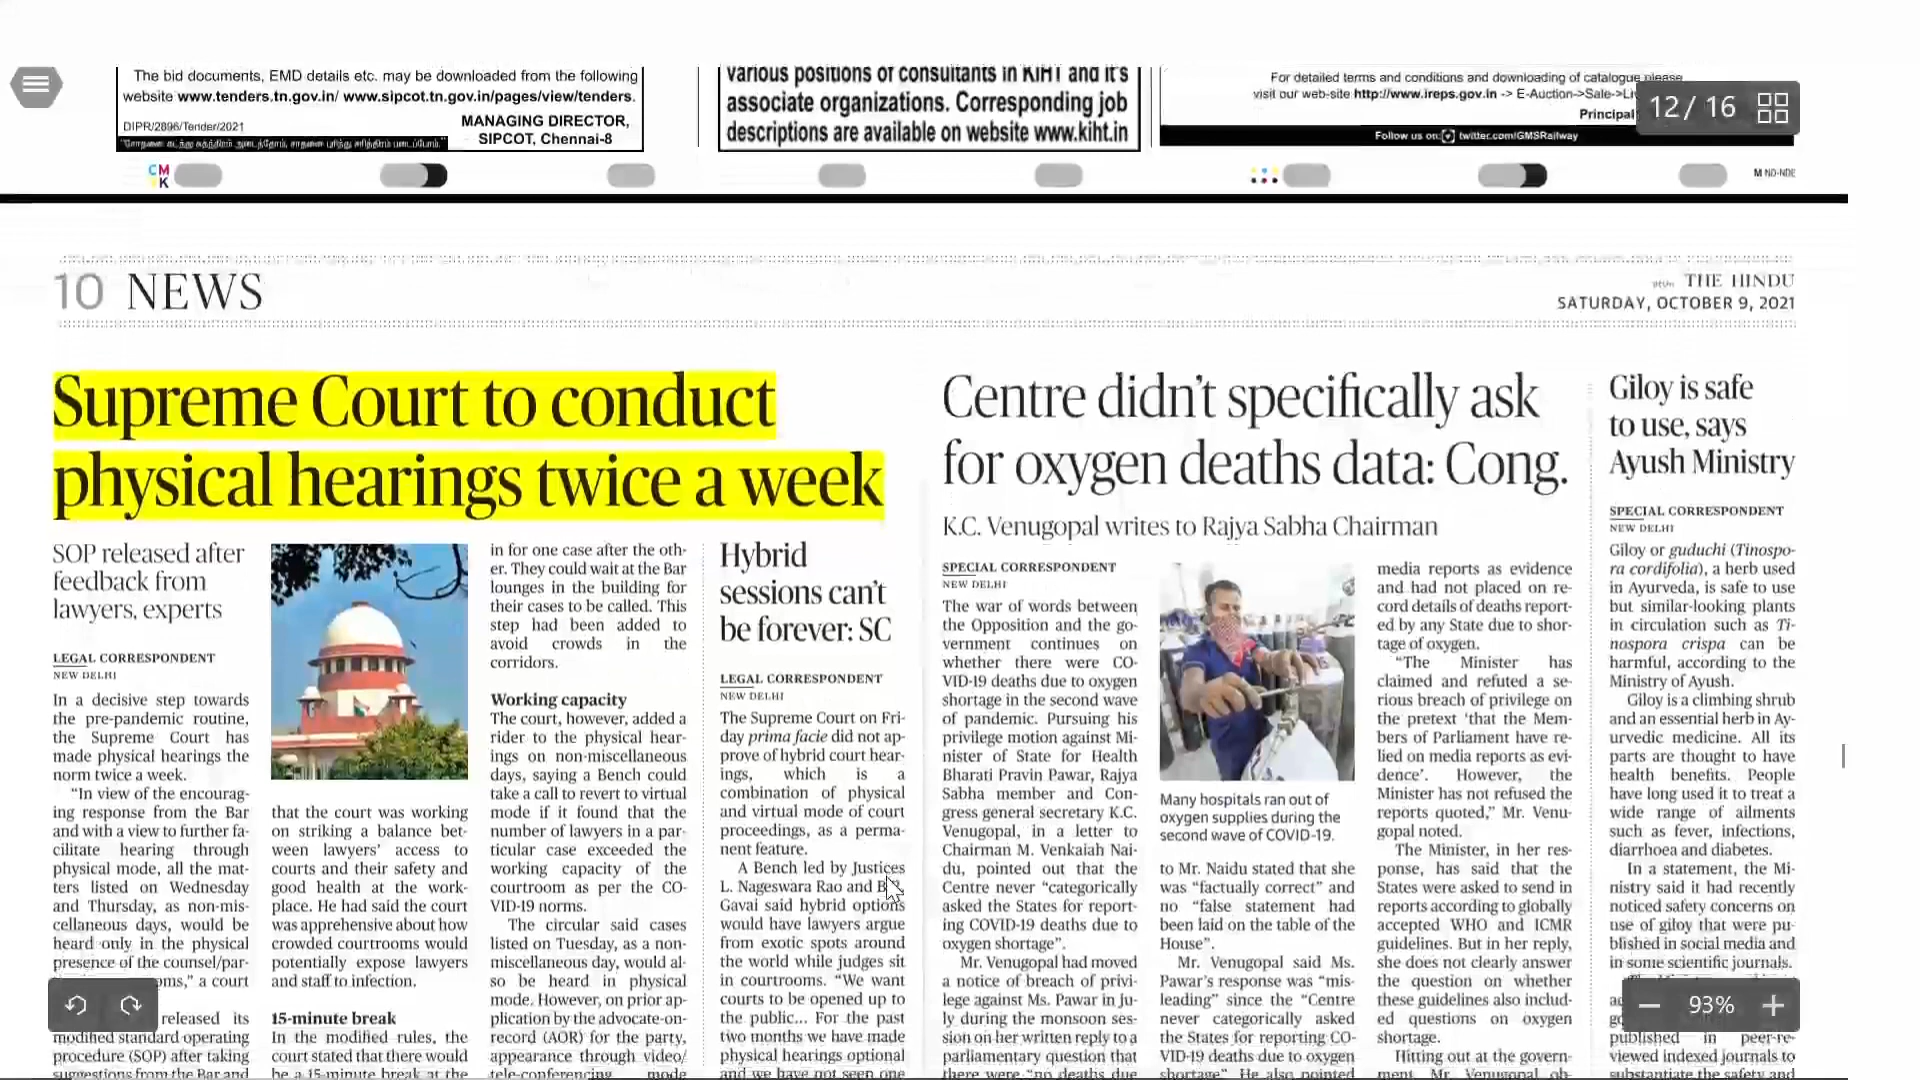 The bid documents, EMD details etc. may be downloaded from the following
website www.tenders.tn.gov.in/ www.sipcot.tn.gov.in/pages/view/tenders.
DIPR/2896/Tender/2021
MANAGING DIRECTOR,
SIPCOT, Chennai-8
various positions of consultants in KIHT and it's
associate organizations. Corresponding job
descriptions are available on website www.kiht.in
For detailed terms and conditions and downloading of catalogue please
visit our web-site http://www.ireps.gov.in -> E-Auction->Sale->
Principal
Follow us on: twitter.com/GMSRailway
12 / 16
CM
K
M ND-NDE
10 NEWS
THE HINDU
SATURDAY, OCTOBER 9, 2021
Supreme Court to conduct
physical hearings twice a week
SOP released after
feedback from
lawyers, experts
LEGAL CORRESPONDENT
NEW DELHI
In a decisive step towards
the pre-pandemic routine,
the Supreme Court has
made physical hearings the
norm twice a week.
“In view of the encourag-
ing response from the Bar
and with a view to further fa-
cilitate hearing through
physical mode, all the mat-
ters listed on Wednesday
and Thursday, as non-mis-
cellaneous days, would be
heard only in the physical
presence of the counsel/par-
oms,” a court
released its
modified standard operating
procedure (SOP) after taking
suggestions from the Bar and
that the court was working
on striking a balance bet-
ween lawyers’ access to
courts and their safety and
good health at the work-
place. He had said the court
was apprehensive about how
crowded courtrooms would
potentially expose lawyers
and staff to infection.
15-minute break
In the modified rules, the
court stated that there would
be a 15-minute break at the
in for one case after the oth-
er. They could wait at the Bar
lounges in the building for
their cases to be called. This
step had been added to
avoid crowds in the
corridors.
Working capacity
The court, however, added a
rider to the physical hear-
ings on non-miscellaneous
days, saying a Bench could
take a call to revert to virtual
mode if it found that the
number of lawyers in a par-
ticular case exceeded the
working capacity of the
courtroom as per the CO-
VID-19 norms.
The circular said cases
listed on Tuesday, as a non-
miscellaneous day, would al-
so be heard in physical
mode. However, on prior ap-
plication by the advocate-on-
record (AOR) for the party,
appearance through video/
tele-conferencing mode
Hybrid
sessions can’t
be forever: SC
LEGAL CORRESPONDENT
NEW DELHI
The Supreme Court on Fri-
day prima facie did not ap-
prove of hybrid court hear-
ings, which is a
combination of physical
and virtual mode of court
proceedings, as a perma-
nent feature.
A Bench led by Justices
L. Nageswara Rao and
Gavai said hybrid options
would have lawyers argue
from exotic spots around
the world while judges sit
in courtrooms. “We want
courts to be opened up to
the public... For the past
two months we have made
physical hearings optional
and we have not seen one
Centre didn’t specifically ask
for oxygen deaths data: Cong.
K.C. Venugopal writes to Rajya Sabha Chairman
SPECIAL CORRESPONDENT
NEW DELHI
The war of words between
the Opposition and the go-
vernment continues on
whether there were CO-
VID-19 deaths due to oxygen
shortage in the second wave
of pandemic. Pursuing his
privilege motion against Mi-
nister of State for Health
Bharati Pravin Pawar, Rajya
Sabha member and Con-
gress general secretary K.C.
Venugopal, in a letter to
Chairman M. Venkaiah Nai-
du, pointed out that the
Centre never “categorically
asked the States for report-
ing COVID-19 deaths due to
oxygen shortage”.
Mr. Venugopal had moved
a notice of breach of privi-
lege against Ms. Pawar in Ju-
ly during the monsoon ses-
sion on her written reply to a
parliamentary question that
there were “no deaths due
Many hospitals ran out of
oxygen supplies during the
second wave of COVID-19.
to Mr. Naidu stated that she
was “factually correct” and
no “false statement had
been laid on the table of the
House”.
Mr. Venugopal said Ms.
Pawar’s response was “mis-
leading” since the “Centre
never categorically asked
the States for reporting CO-
VID-19 deaths due to oxygen
shortage”. He also pointed
media reports as evidence
and had not placed on re-
cord details of deaths report-
ed by any State due to shor-
tage of oxygen.
“The Minister has
claimed and refuted a se-
rious breach of privilege on
the pretext ‘that the Mem-
bers of Parliament have re-
lied on media reports as evi-
dence’. However, the
Minister has not refused the
reports quoted,” Mr. Venu-
gopal noted.
The Minister, in her res-
ponse, has said that the
States were asked to send in
reports according to globally
accepted WHO and ICMR
guidelines. But in her reply,
she does not clearly answer
the question on whether
these guidelines also includ-
ed questions on oxygen
shortage.
Hitting out at the govern-
ment, Mr. Venugopal ob-
Giloy is safe
to use, says
Ayush Ministry
SPECIAL CORRESPONDENT
NEW DELHI
Giloy or guduchi (Tinospo-
ra cordifolia), a herb used
in Ayurveda, is safe to use
but similar-looking plants
in circulation such as Ti-
nospora crispa can be
harmful, according to the
Ministry of Ayush.
Giloy is a climbing shrub
and an essential herb in Ay-
urvedic medicine. All its
parts are thought to have
health benefits. People
have long used it to treat a
wide range of ailments
such as fever, infections,
diarrhoea and diabetes.
In a statement, the Mi-
nistry said it had recently
noticed safety concerns on
use of giloy that were pu-
blished in social media and
in some scientific journals.
published in peer-re-
viewed indexed journals to
substantiate the safety and
93%